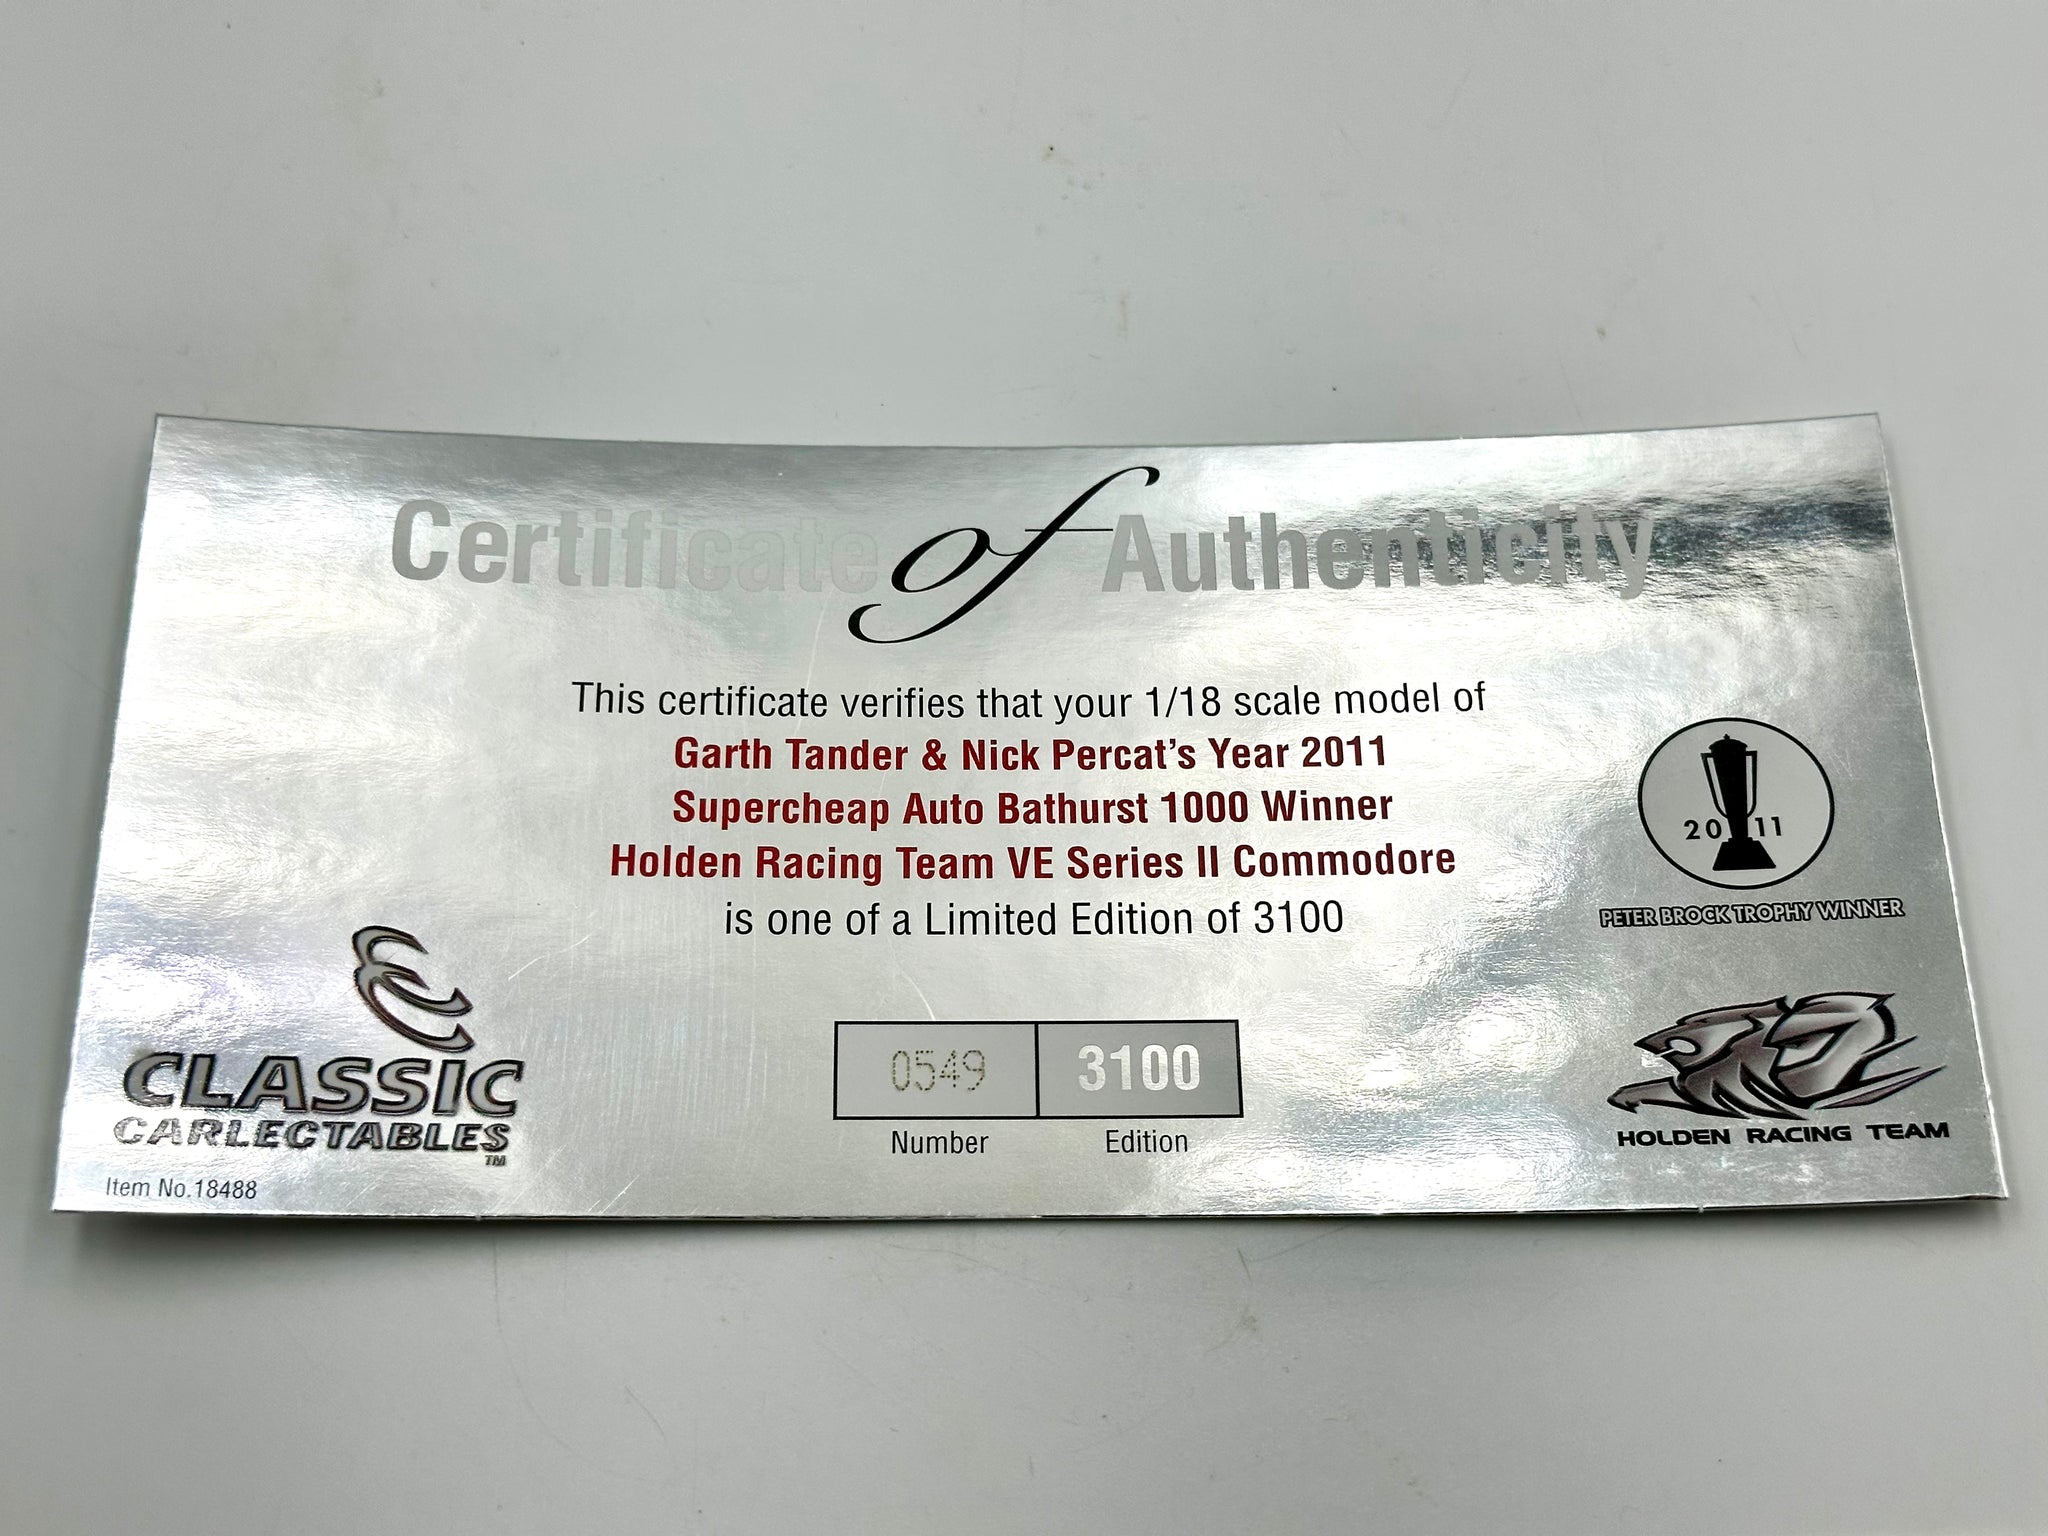 Certificate of Authenticity
This certificate verifies that your 1/18 scale model of
Garth Tander & Nick Percat's Year 2011
Supercheap Auto Bathurst 1000 Winner
Holden Racing Team VE Series II Commodore
is one of a Limited Edition of 3100
2011
PETER BROCK TROPHY WINNER
CLASSIC
CARLECTABLES
TM
Item No.18488
0549 3100
Number Edition
HOLDEN RACING TEAM